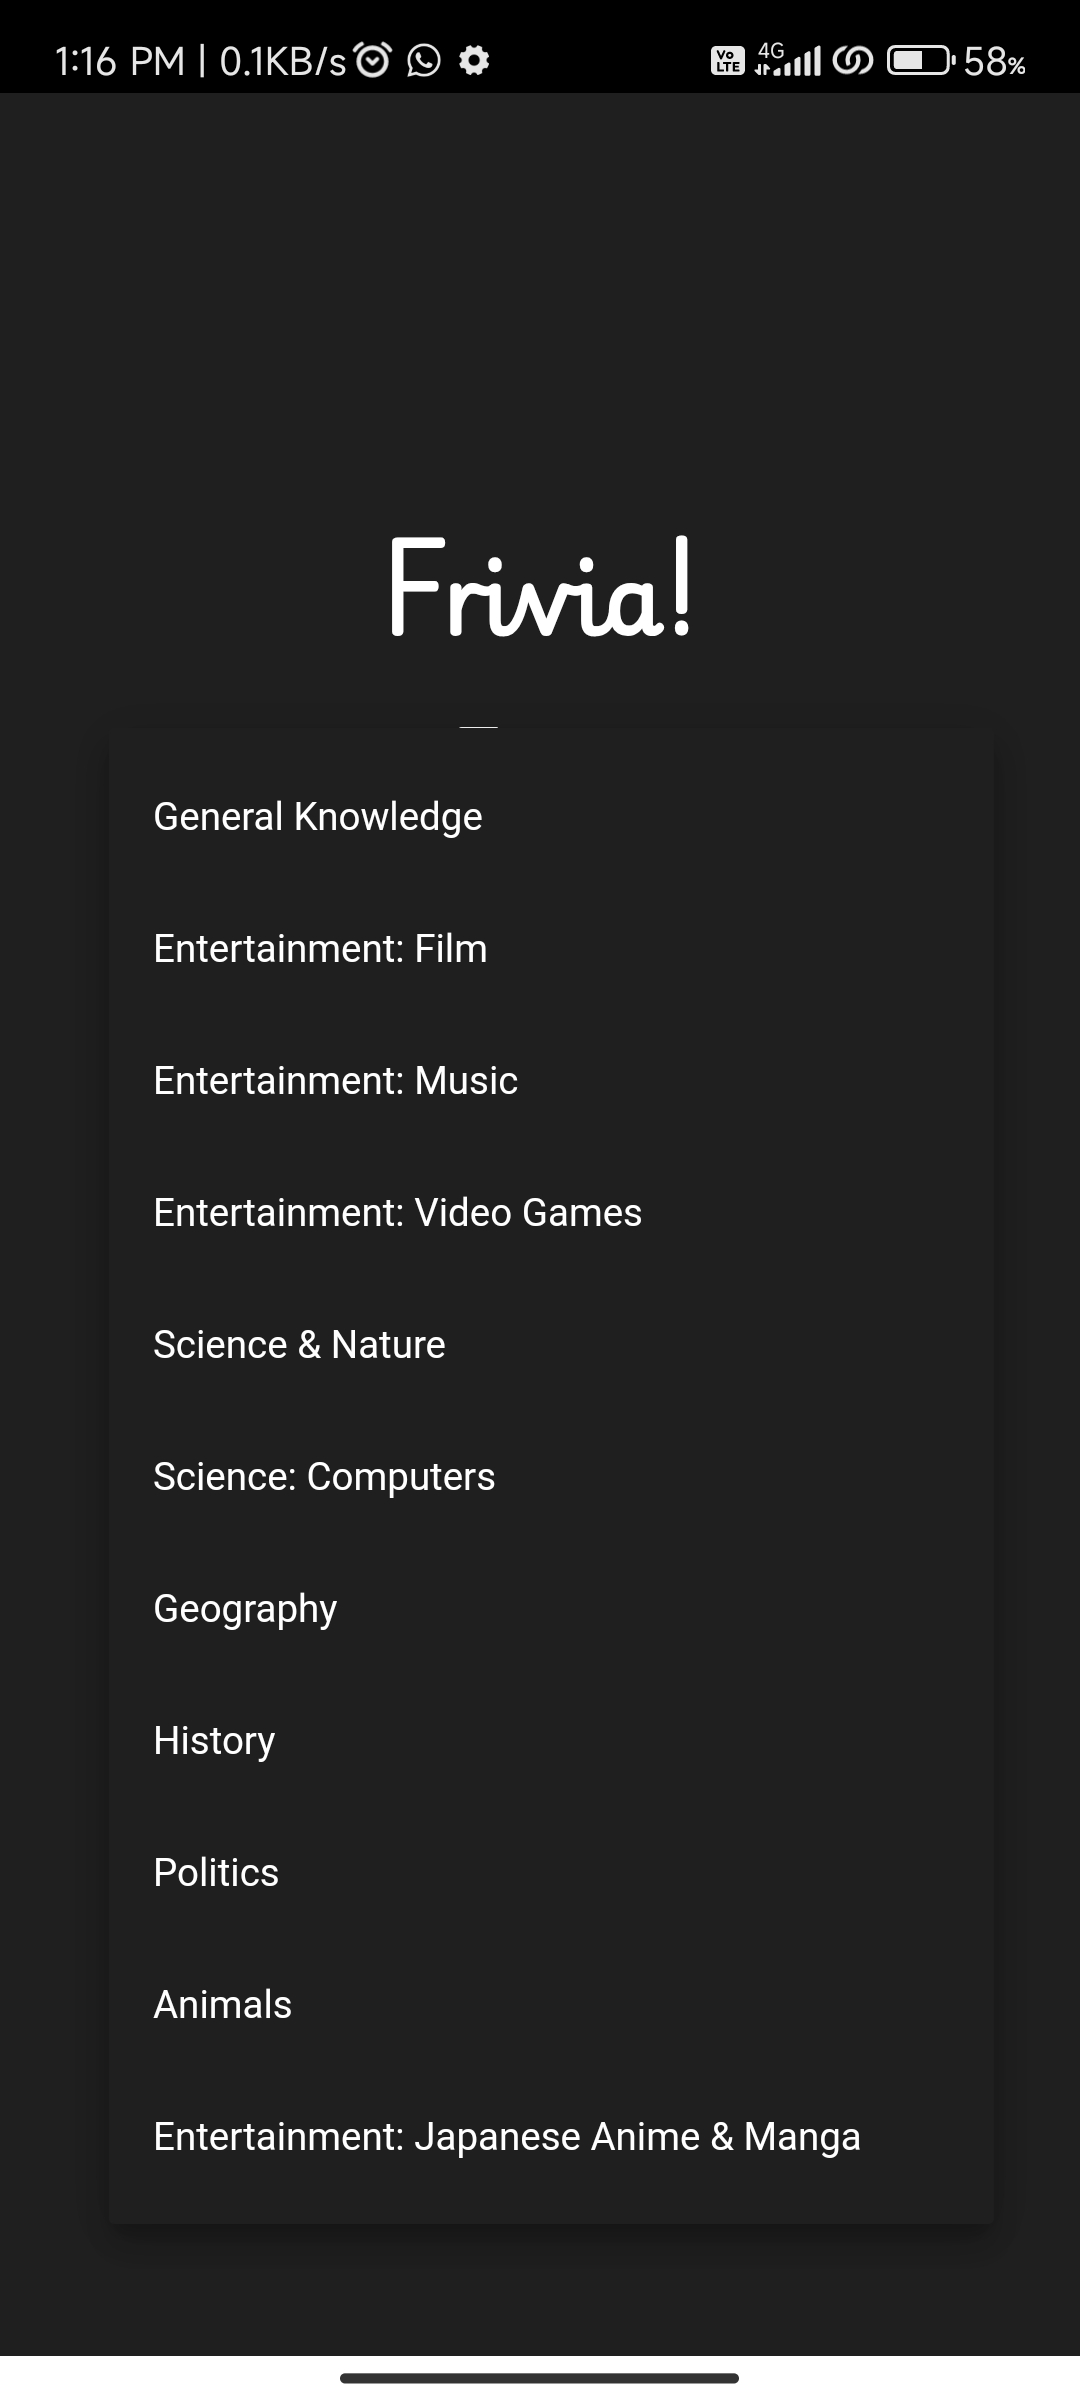 1:16 PM | 0.1KB/s Vo LTE 4G 58%
Frivia!
General Knowledge
Entertainment: Film
Entertainment: Music
Entertainment: Video Games
Science & Nature
Science: Computers
Geography
History
Politics
Animals
Entertainment: Japanese Anime & Manga